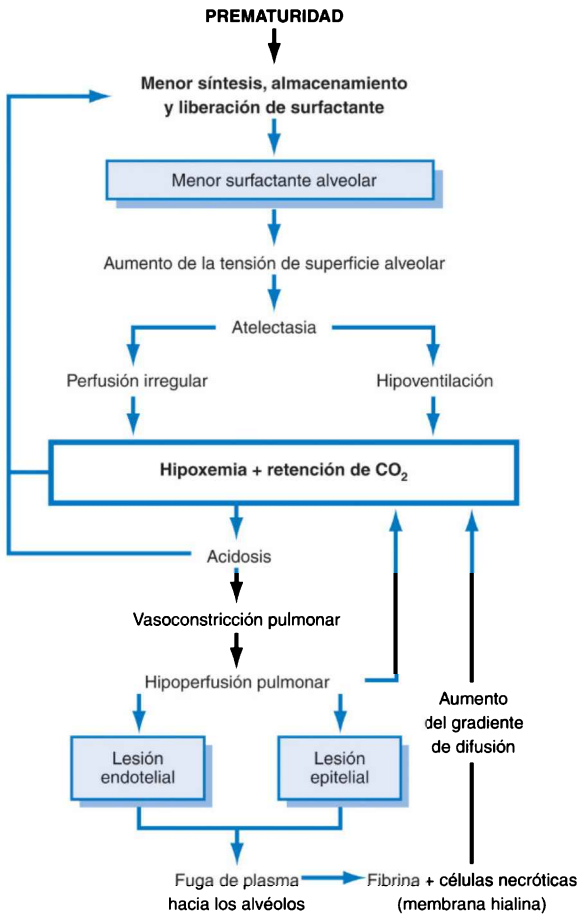 PREMATURIDAD
Menor síntesis, almacenamiento
y liberación de surfactante
Menor surfactante alveolar
Aumento de la tensión de superficie alveolar
Atelectasia
Perfusión irregular
Hipoventilación
Hipoxemia + retención de CO₂
Acidosis
Vasoconstricción pulmonar
Hipoperfusión pulmonar
Aumento
del gradiente
de difusión
Lesión
endotelial
Lesión
epitelial
Fuga de plasma
hacia los alvéolos
Fibrina + células necróticas
(membrana hialina)